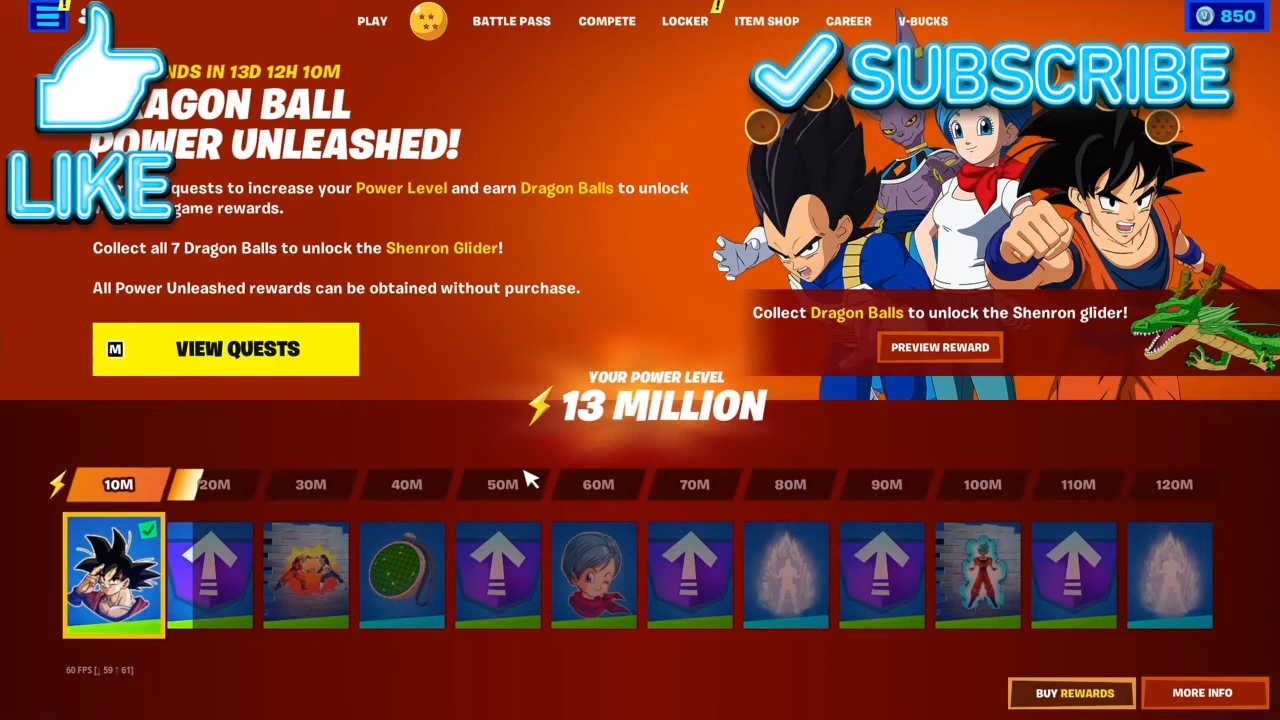 PLAY BATTLE PASS COMPETE LOCKER ITEM SHOP CAREER V-BUCKS 850
NDS IN 13D 12H 10M
RAGON BALL
POWER UNLEASHED!
LIKE
SUBSCRIBE
quests to increase your Power Level and earn Dragon Balls to unlock
game rewards.
Collect all 7 Dragon Balls to unlock the Shenron Glider!
All Power Unleashed rewards can be obtained without purchase.
M VIEW QUESTS
Collect Dragon Balls to unlock the Shenron glider!
PREVIEW REWARD
YOUR POWER LEVEL
13 MILLION
10M 20M 30M 40M 50M 60M 70M 80M 90M 100M 110M 120M
60 FPS [↓ 59 ↑ 61]
BUY REWARDS MORE INFO